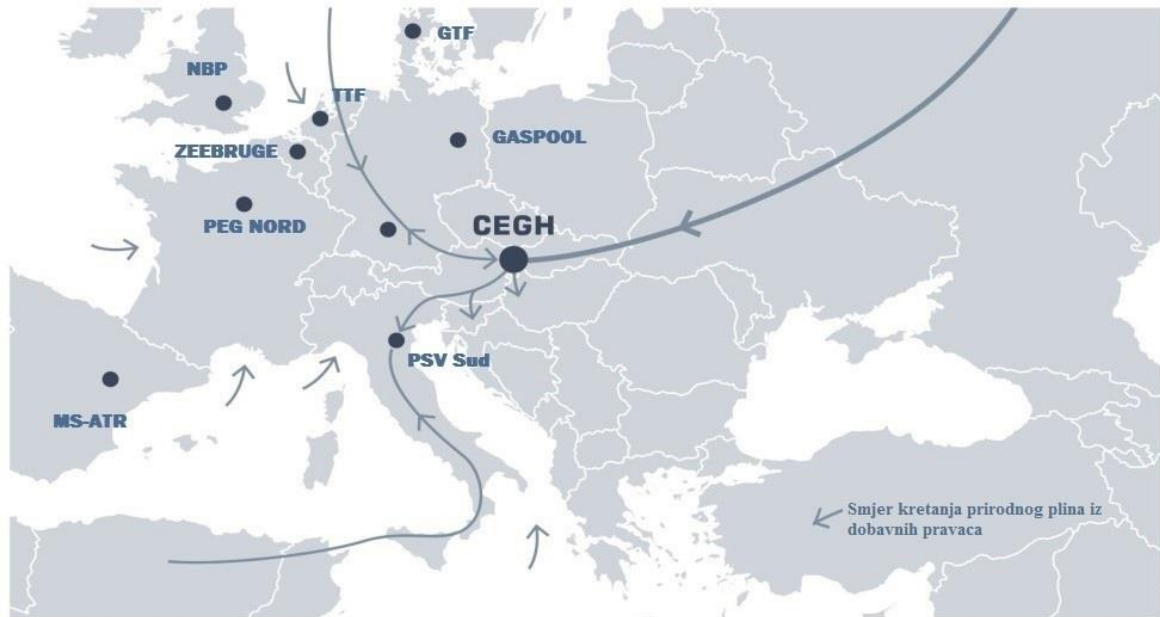 GTF
NBP
TTF
GASPOOL
ZEEBRUGE
PEG NORD
CEGH
PSV Sud
MS-ATR
Smjer kretanja prirodnog plina iz
dobavnih pravaca